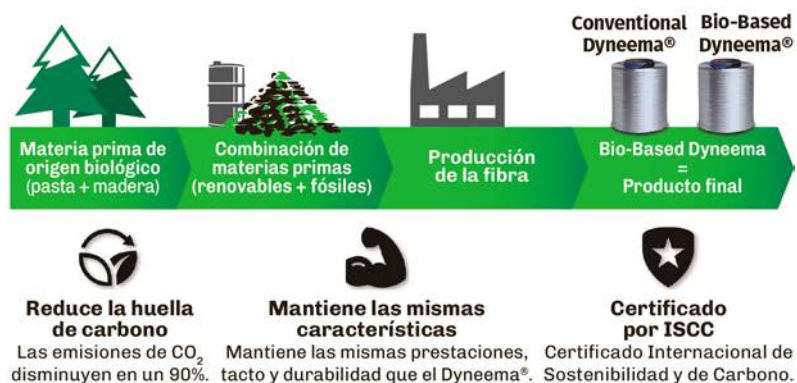 Conventional
Dyneema®
Bio-Based
Dyneema®
Materia prima de
origen biológico
(pasta + madera)
Combinación de
materias primas
(renovables + fósiles)
Producción
de la fibra
Bio-Based Dyneema
=
Producto final
Reduce la huella
de carbono
Las emisiones de CO₂
disminuyen en un 90%.
Mantiene las mismas
características
Mantiene las mismas prestaciones,
tacto y durabilidad que el Dyneema®.
Certificado
por ISCC
Certificado Internacional de
Sostenibilidad y de Carbono.